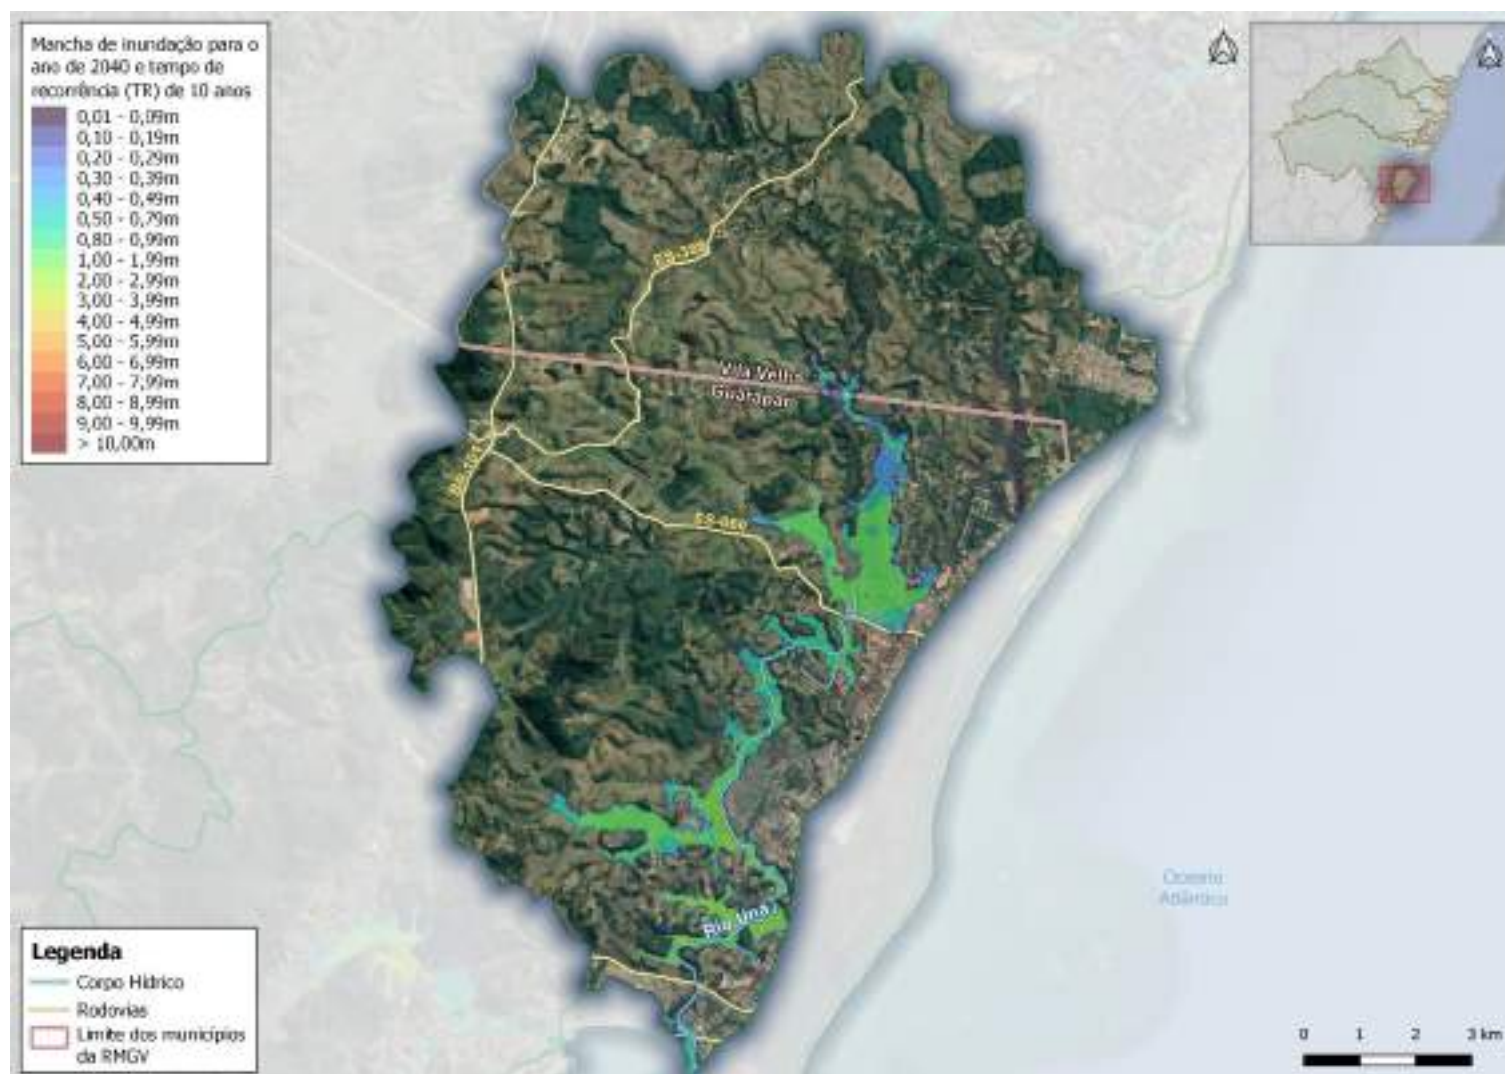 Mancha de inundação para o
ano de 2040 e tempo de
recorrência (TR) de 10 anos
0,01 - 0,09m
0,10 - 0,19m
0,20 - 0,29m
0,30 - 0,39m
0,40 - 0,49m
0,50 - 0,79m
0,80 - 0,99m
1,00 - 1,99m
2,00 - 2,99m
3,00 - 3,99m
4,00 - 4,99m
5,00 - 5,99m
6,00 - 6,99m
7,00 - 7,99m
8,00 - 8,99m
9,00 - 9,99m
> 10,00m
Vila Velha
Guarapari
ES-060
Rio Una
Oceano
Atlântico
Legenda
Corpo Hídrico
Rodovias
Limite dos municípios
da RMGV
0 1 2 3 km